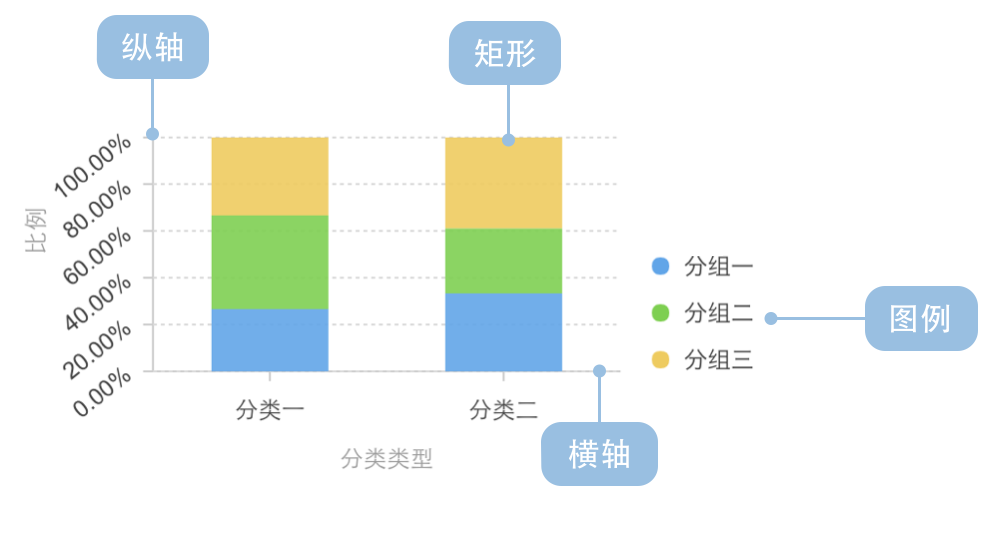 纵轴
矩形
100.00%
80.00%
60.00%
40.00%
20.00%
0.00%
比例
分组一
分组二
分组三
图例
分类一
分类二
横轴
分类类型